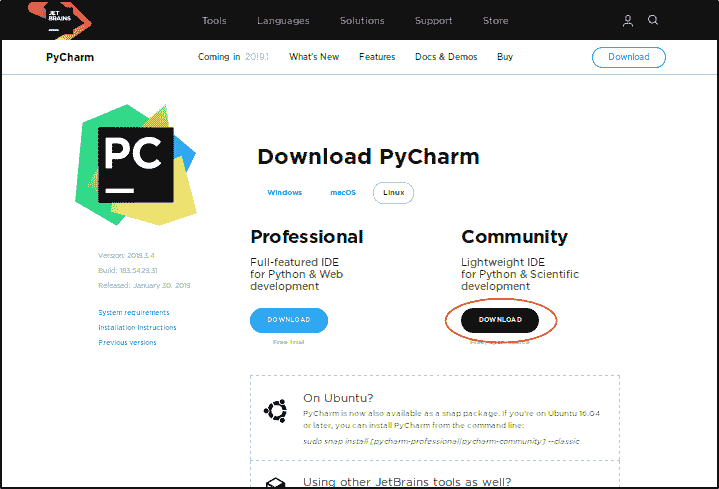 JET
BRAINS
Tools Languages Solutions Support Store
PyCharm Coming in 2019.1 What's New Features Docs & Demos Buy Download
PC
Download PyCharm
Windows macOS Linux
Professional
Full-featured IDE
for Python & Web
development
DOWNLOAD
Free trial
Community
Lightweight IDE
for Python & Scientific
development
DOWNLOAD
Version: 2018.3.4
Build: 183.5429.31
Released: January 30, 2019
System requirements
Installation Instructions
Previous versions
On Ubuntu?
PyCharm is now also available as a snap package. If you're on Ubuntu 16.04
or later, you can install PyCharm from the command line:
sudo snap install [pycharm-professional|pycharm-community] --classic
Using other JetBrains tools as well?